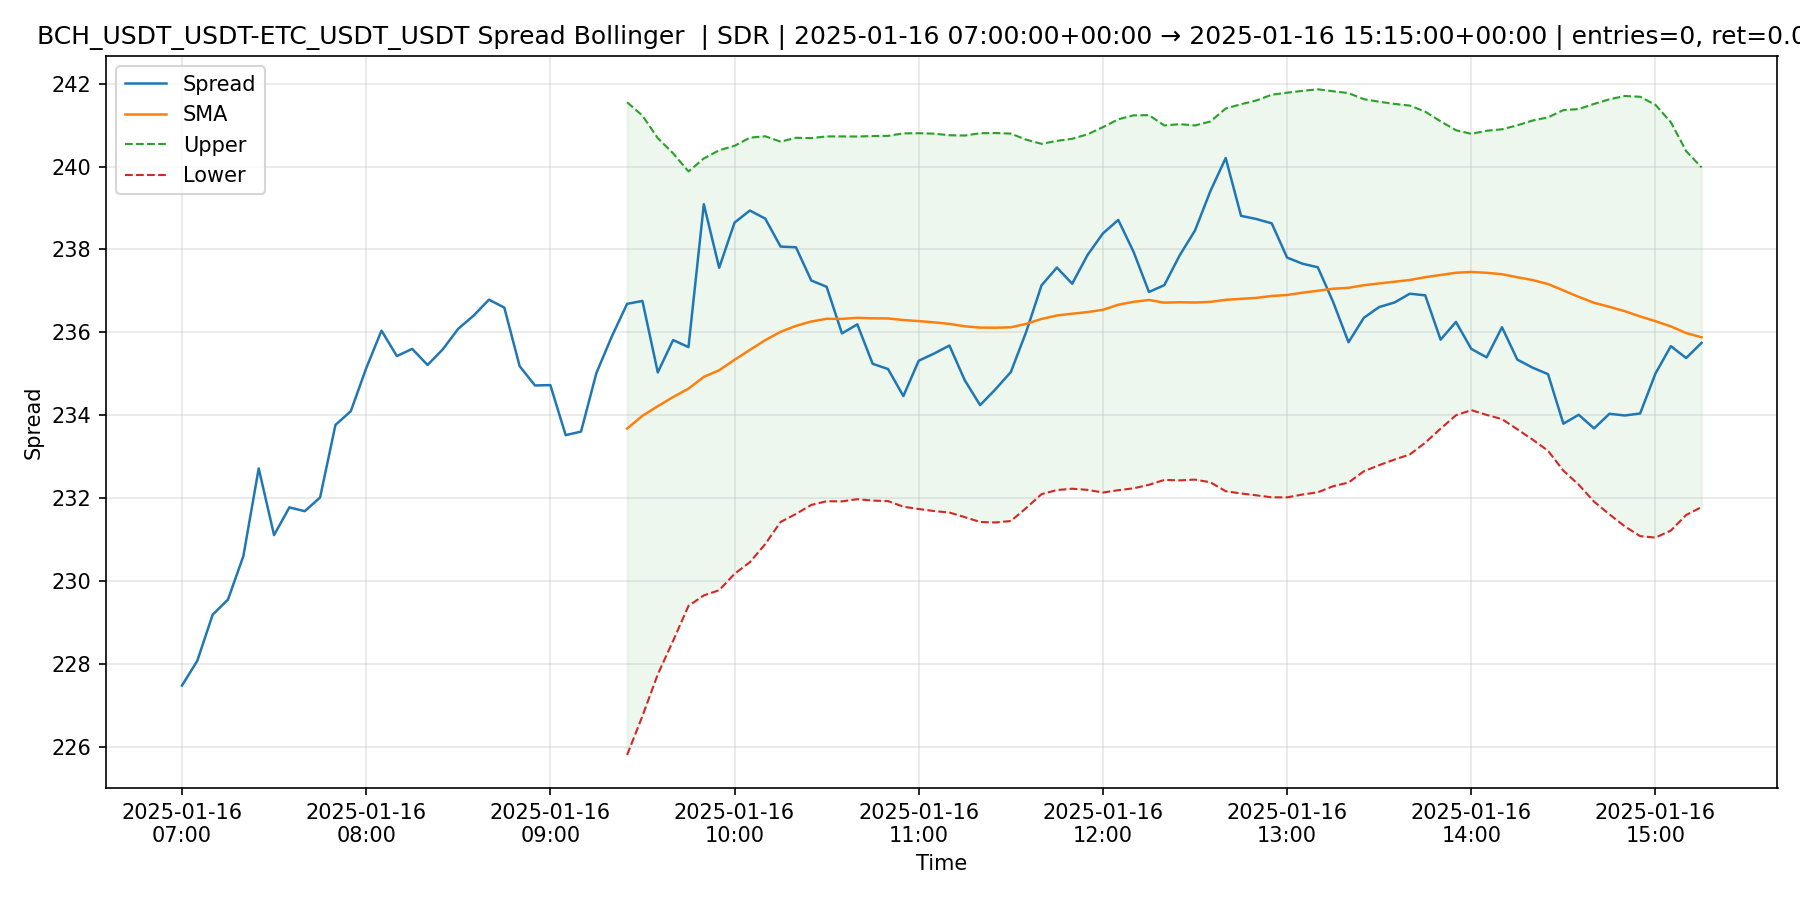 BCH_USDT_USDT-ETC_USDT_USDT Spread Bollinger | SDR | 2025-01-16 07:00:00+00:00 → 2025-01-16 15:15:00+00:00 | entries=0, ret=0.0
Spread
SMA
Upper
Lower
242
240
238
236
234
232
230
228
226
Spread
2025-01-16 2025-01-16 2025-01-16 2025-01-16 2025-01-16 2025-01-16 2025-01-16 2025-01-16 2025-01-16
07:00 08:00 09:00 10:00 11:00 12:00 13:00 14:00 15:00
Time